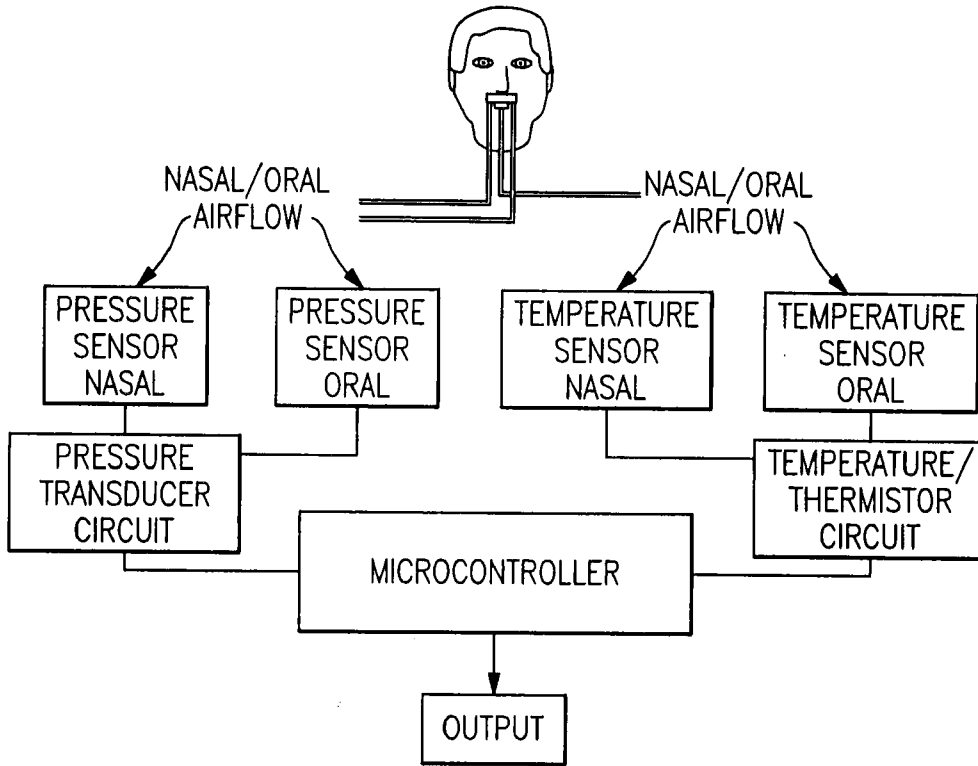 NASAL/ORAL
AIRFLOW
NASAL/ORAL
AIRFLOW
PRESSURE
SENSOR
NASAL
PRESSURE
SENSOR
ORAL
TEMPERATURE
SENSOR
NASAL
TEMPERATURE
SENSOR
ORAL
PRESSURE
TRANSDUCER
CIRCUIT
TEMPERATURE/
THERMISTOR
CIRCUIT
MICROCONTROLLER
OUTPUT